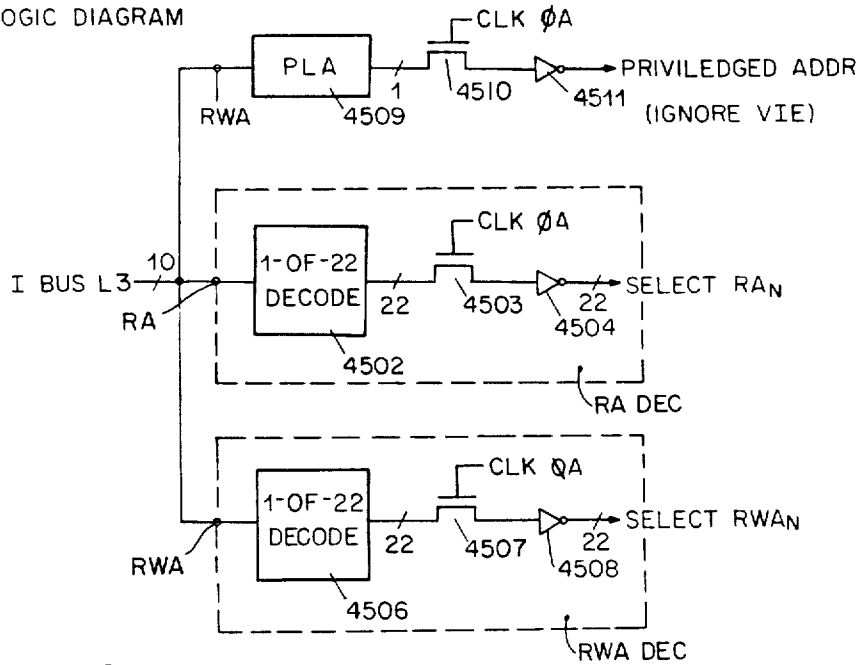 OGIC DIAGRAM
CLK ØA
PLA
1
4510
4511
PRIVILEDGED ADDR
(IGNORE VIE)
RWA
4509
CLK ØA
10
I BUS L3
1-OF-22
DECODE
22
4503
4504
22
SELECT RAN
RA
4502
RA DEC
CLK QA
1-OF-22
DECODE
22
4507
4508
22
SELECT RWAN
RWA
4506
RWA DEC